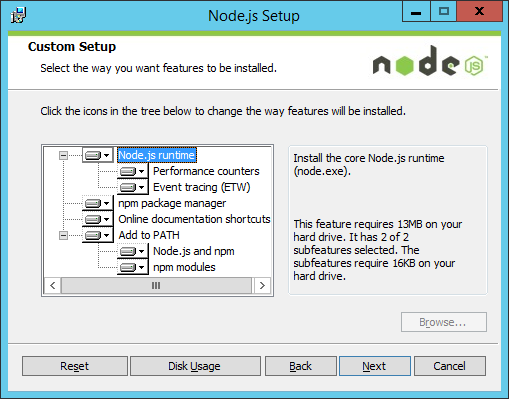 Node.js Setup
Custom Setup
Select the way you want features to be installed.
node
JS
Click the icons in the tree below to change the way features will be installed.
Node.js runtime
Performance counters
Event tracing (ETW)
npm package manager
Online documentation shortcuts
Add to PATH
Node.js and npm
npm modules
Install the core Node.js runtime
(node.exe).
This feature requires 13MB on your
hard drive. It has 2 of 2
subfeatures selected. The
subfeatures require 16KB on your
hard drive.
Browse...
Reset
Disk Usage
Back
Next
Cancel